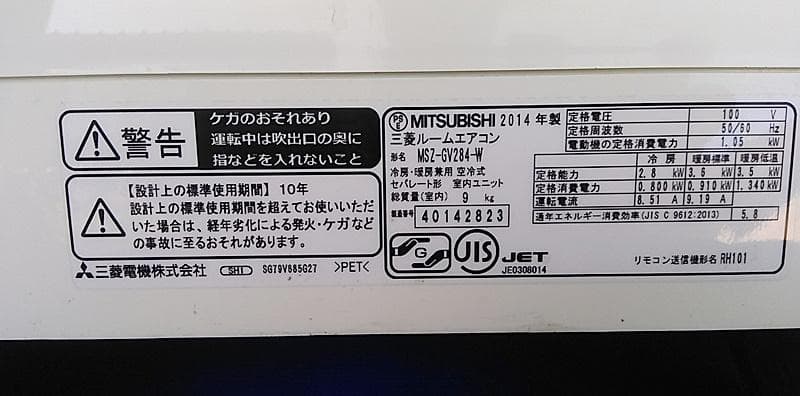 警告
ケガのおそれあり
運転中は吹出口の奥に
指などを入れないこと
【設計上の標準使用期間】10年
設計上の標準使用期間を超えてお使いいただ
いた場合は、経年劣化による発火・ケガなど
の事故に至るおそれがあります。
三菱電機株式会社 SH1 SG79V685G27 >PET<
PS E MITSUBISHI 2014年製
三菱ルームエアコン
形名 MSZ-GV284-W
冷房・暖房兼用 空冷式
セパレート形 室内ユニット
総質量(室内) 9 kg
製造番号 40142823
G JIS JET
JE0308014
定格電圧 100 V
定格周波数 50/60 Hz
電動機の定格消費電力 1.05 kW
冷房 暖房標準 暖房低温
定格能力 2.8 kW 3.6 kW 3.5 kW
定格消費電力 0.800 kW 0.910 kW 1.340 kW
運転電流 8.51 A 9.19 A
通年エネルギー消費効率(JIS C 9612:2013) 5.8
リモコン送信機形名 RH101